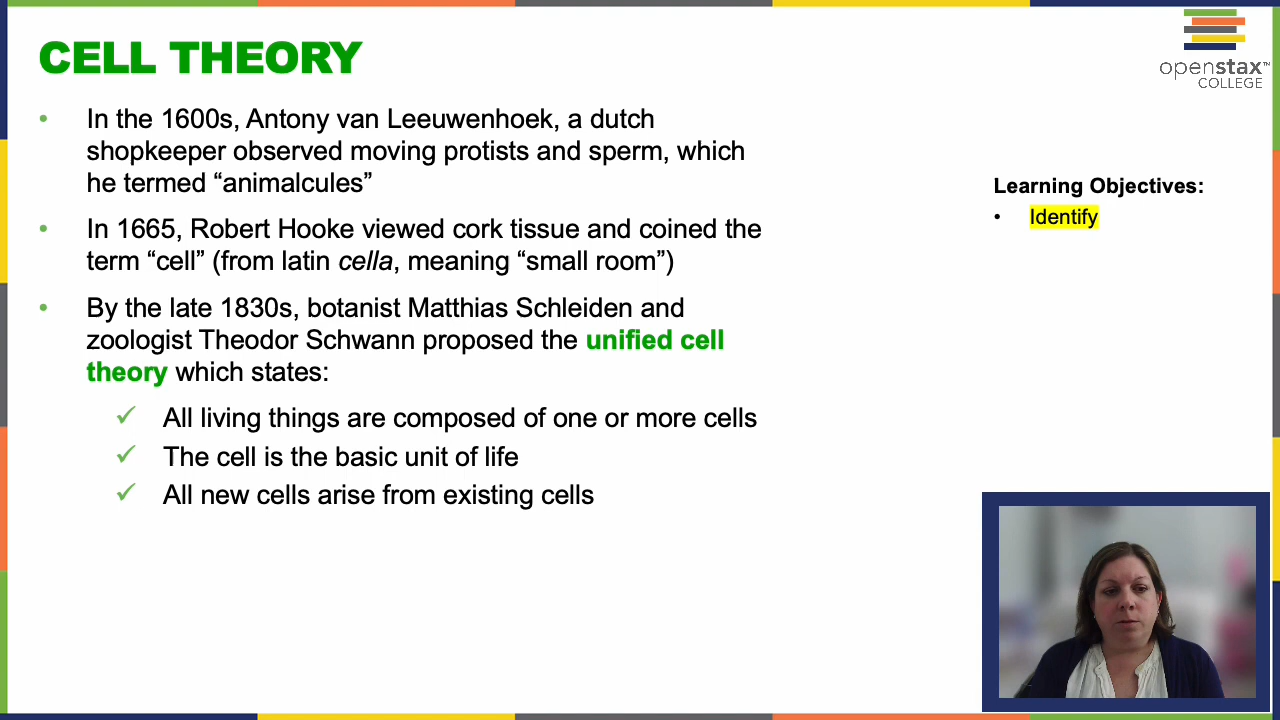 CELL THEORY
openstax™
COLLEGE
• In the 1600s, Antony van Leeuwenhoek, a dutch
shopkeeper observed moving protists and sperm, which
he termed “animalcules”
• In 1665, Robert Hooke viewed cork tissue and coined the
term “cell” (from latin cella, meaning “small room”)
• By the late 1830s, botanist Matthias Schleiden and
zoologist Theodor Schwann proposed the unified cell
theory which states:
✓ All living things are composed of one or more cells
✓ The cell is the basic unit of life
✓ All new cells arise from existing cells
Learning Objectives:
• Identify